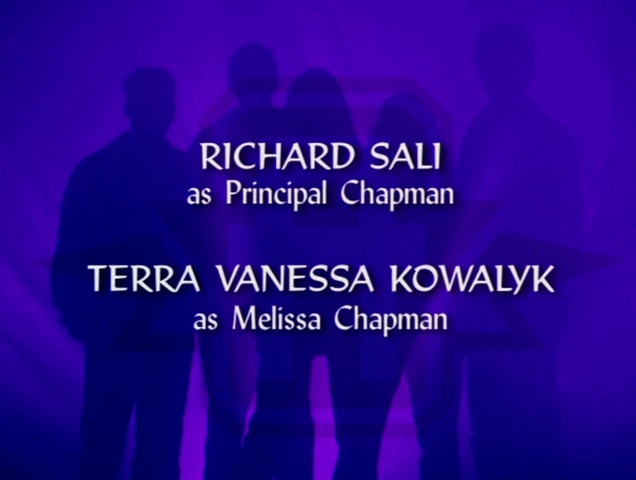 RICHARD SALI
as Principal Chapman
TERRA VANESSA KOWALYK
as Melissa Chapman